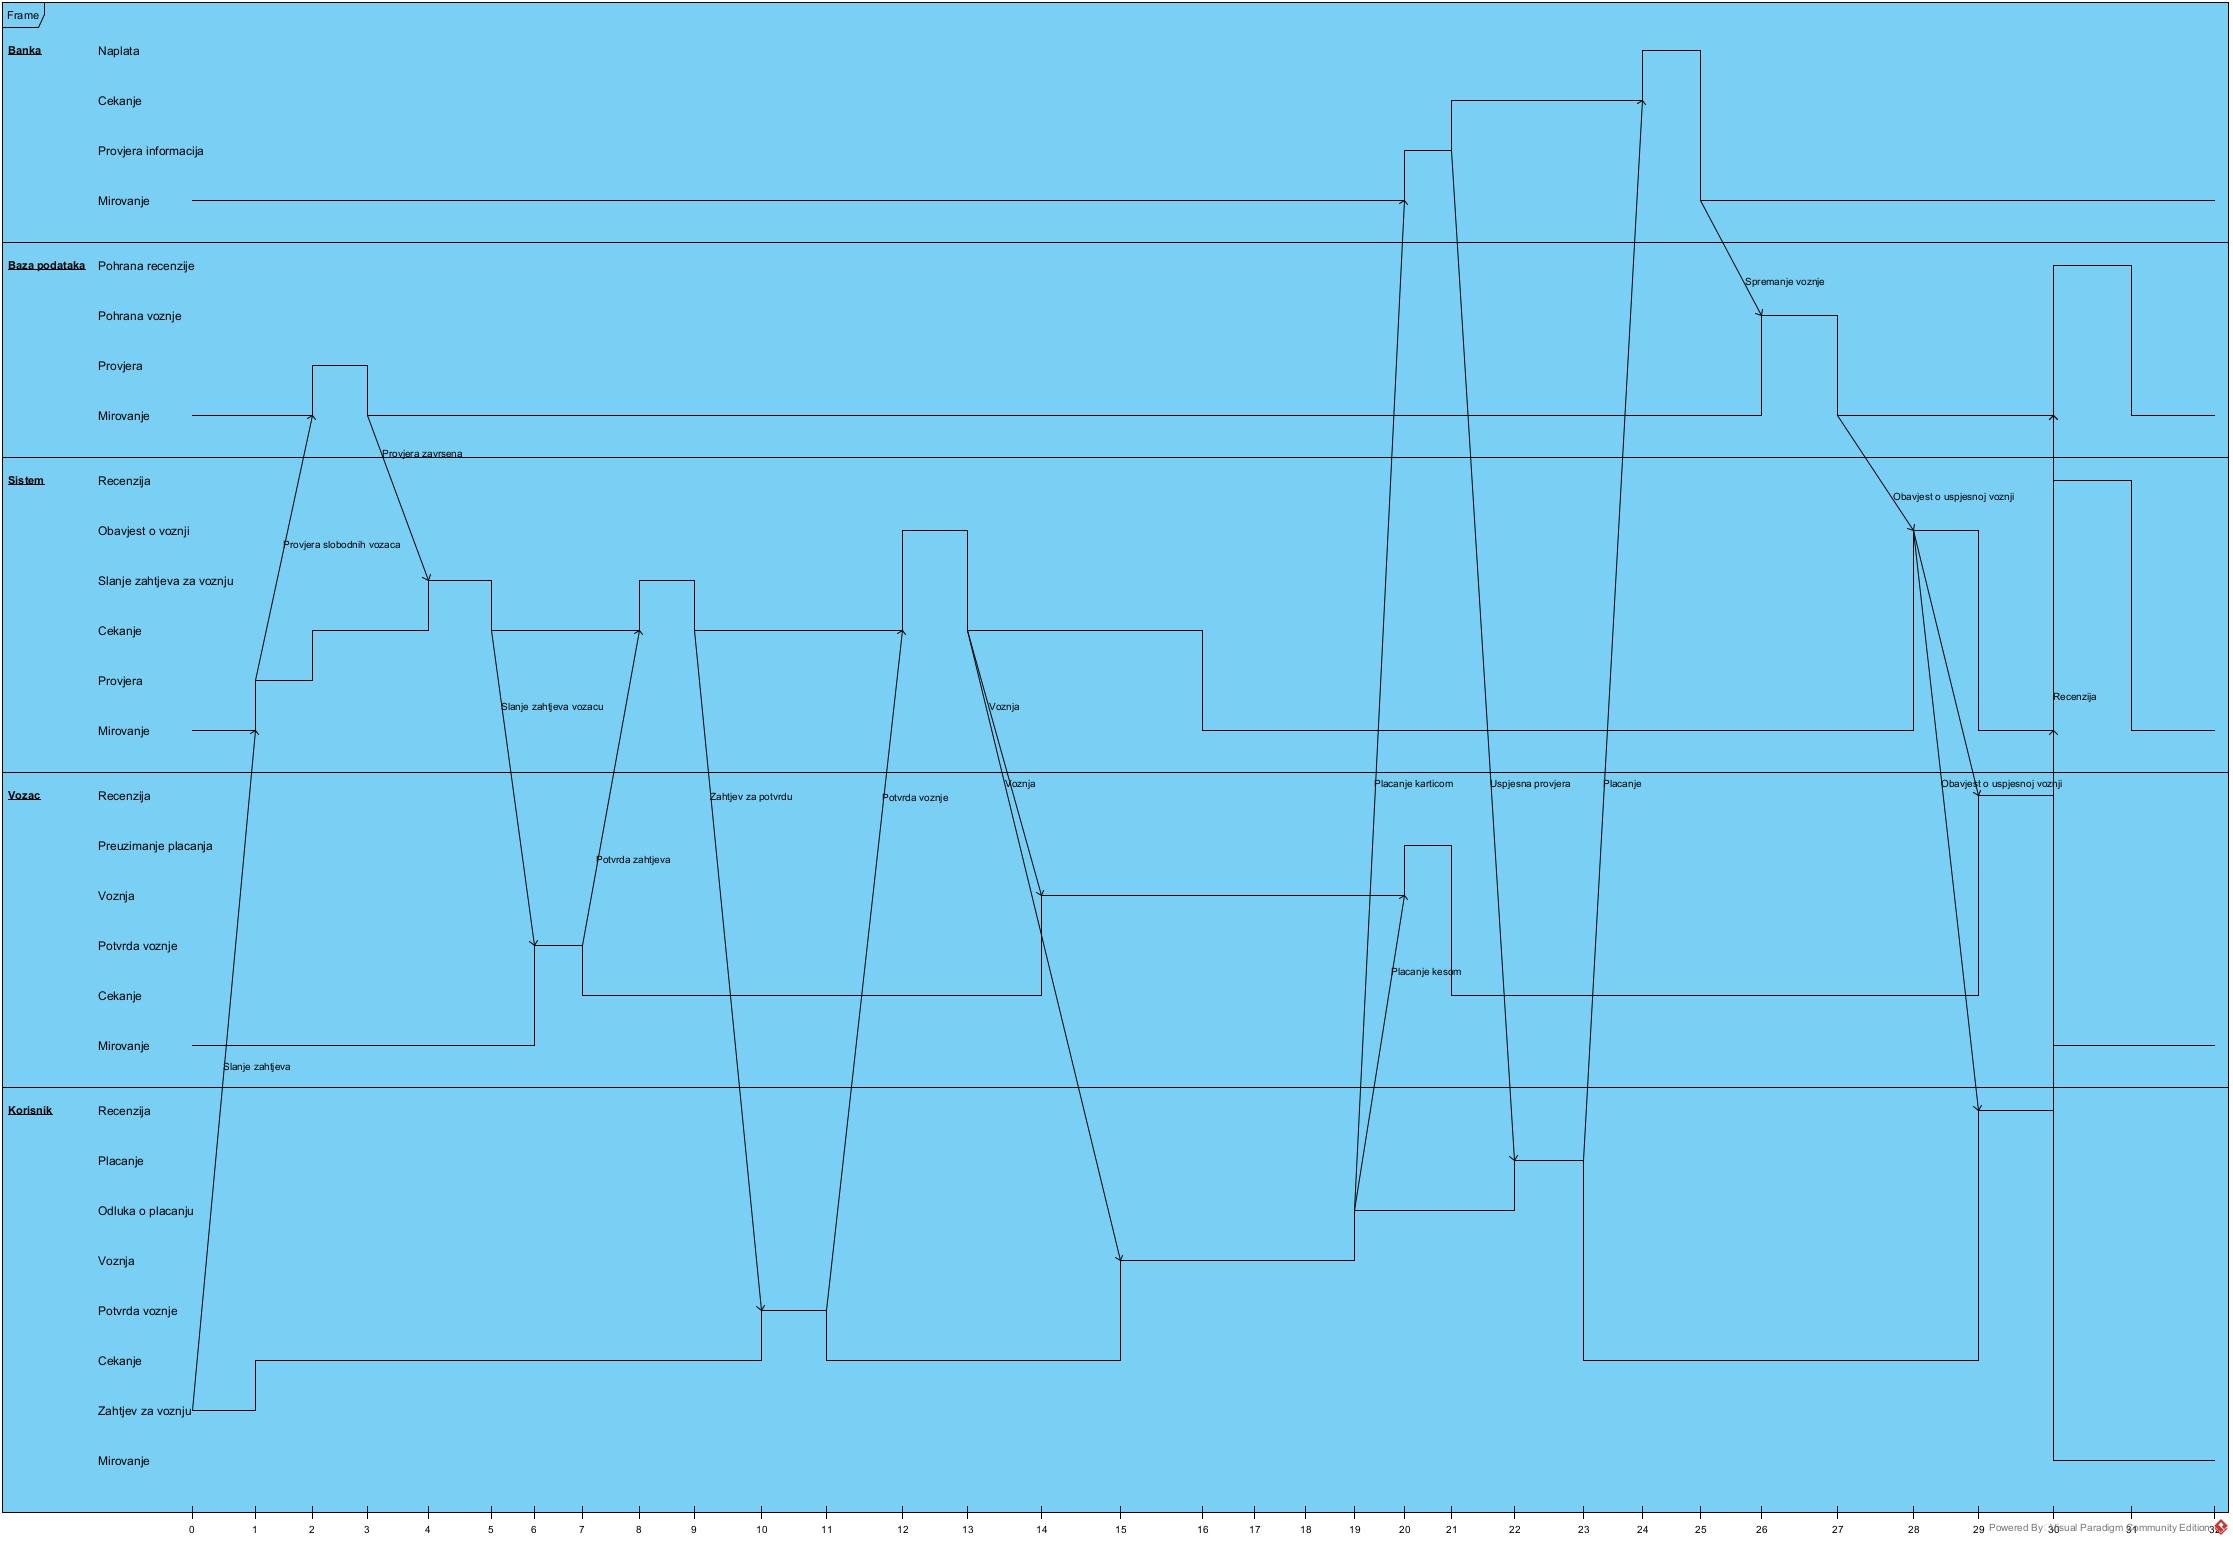 Frame
Banka
Naplata
Cekanje
Provjera informacija
Mirovanje
Baza podataka
Pohrana recenzije
Spremanje voznje
Pohrana voznje
Provjera
Mirovanje
Provjera zavrsena
Sistem
Recenzija
Obavjest o uspjesnoj voznji
Obavjest o voznji
Provjera slobodnih vozaca
Slanje zahtjeva za voznju
Cekanje
Provjera
Recenzija
Slanje zahtjeva vozacu
Voznja
Mirovanje
Voznja
Placanje karticom
Uspjesna provjera
Placanje
Obavjest o uspjesnoj voznji
Vozac
Recenzija
Zahtjev za potvrdu
Potvrda voznje
Preuzimanje placanja
Potvrda zahtjeva
Voznja
Potvrda voznje
Placanje kesom
Cekanje
Mirovanje
Slanje zahtjeva
Korisnik
Recenzija
Placanje
Odluka o placanju
Voznja
Potvrda voznje
Cekanje
Zahtjev za voznju
Mirovanje
0 1 2 3 4 5 6 7 8 9 10 11 12 13 14 15 16 17 18 19 20 21 22 23 24 25 26 27 28 29 30 31 32
Powered By: Visual Paradigm Community Edition